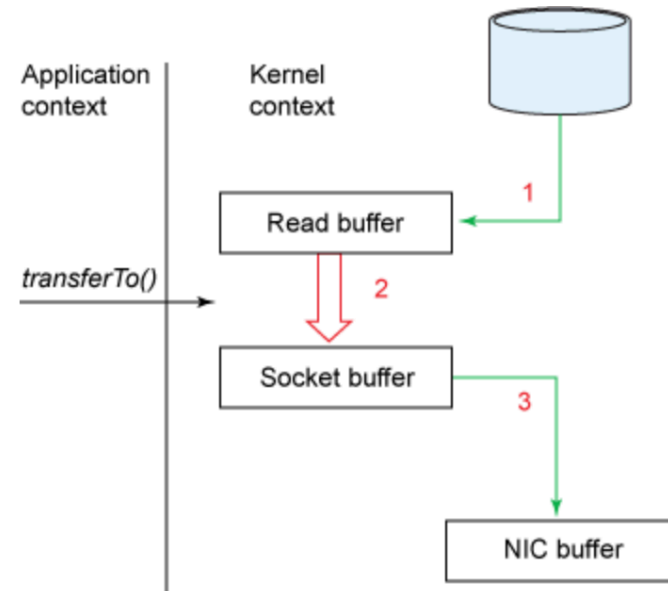 Application
context
Kernel
context
1
Read buffer
transferTo()
2
Socket buffer
3
NIC buffer